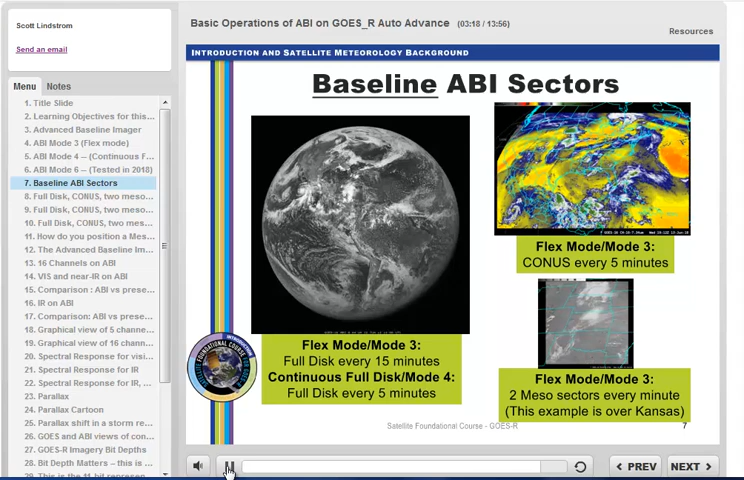 Scott Lindstrom
Send an email
Menu
Notes
1. Title Slide
2. Learning Objectives for this...
3. Advanced Baseline Imager
4. ABI Mode 3 (Flex mode)
5. ABI Mode 4 -- (Continuous F...
6. ABI Mode 6 -- (Tested in 2018)
7. Baseline ABI Sectors
8. Full Disk, CONUS, two meso...
9. Full Disk, CONUS, two meso...
10. Full Disk, CONUS, two meso...
11. How do you position a Mes...
12. The Advanced Baseline Im...
13. 16 Channels on ABI
14. VIS and near-IR on ABI
15. Comparison : ABI vs prese...
16. IR on ABI
17. Comparison: ABI vs prese...
18. Graphical view of 5 channe...
19. Graphical view of 16 chann...
20. Spectral Response for visi...
21. Spectral Response for IR
22. Spectral Response for IR, ...
23. Parallax
24. Parallax Cartoon
25. Parallax shift in a storm re...
26. GOES and ABI views of con...
27. GOES-R Imagery Bit Depths
28. Bit Depth Matters – this is ...
29. This is the 11 bit represen...
Basic Operations of ABI on GOES_R Auto Advance (03:18 / 13:56)
Resources
INTRODUCTION AND SATELLITE METEOROLOGY BACKGROUND
Baseline ABI Sectors
Flex Mode/Mode 3:
Full Disk every 15 minutes
Continuous Full Disk/Mode 4:
Full Disk every 5 minutes
Flex Mode/Mode 3:
CONUS every 5 minutes
Flex Mode/Mode 3:
2 Meso sectors every minute
(This example is over Kansas)
INTRODUCTION
SATELLITE FOUNDATIONAL COURSE
Satellite Foundational Course - GOES-R
7
< PREV
NEXT >